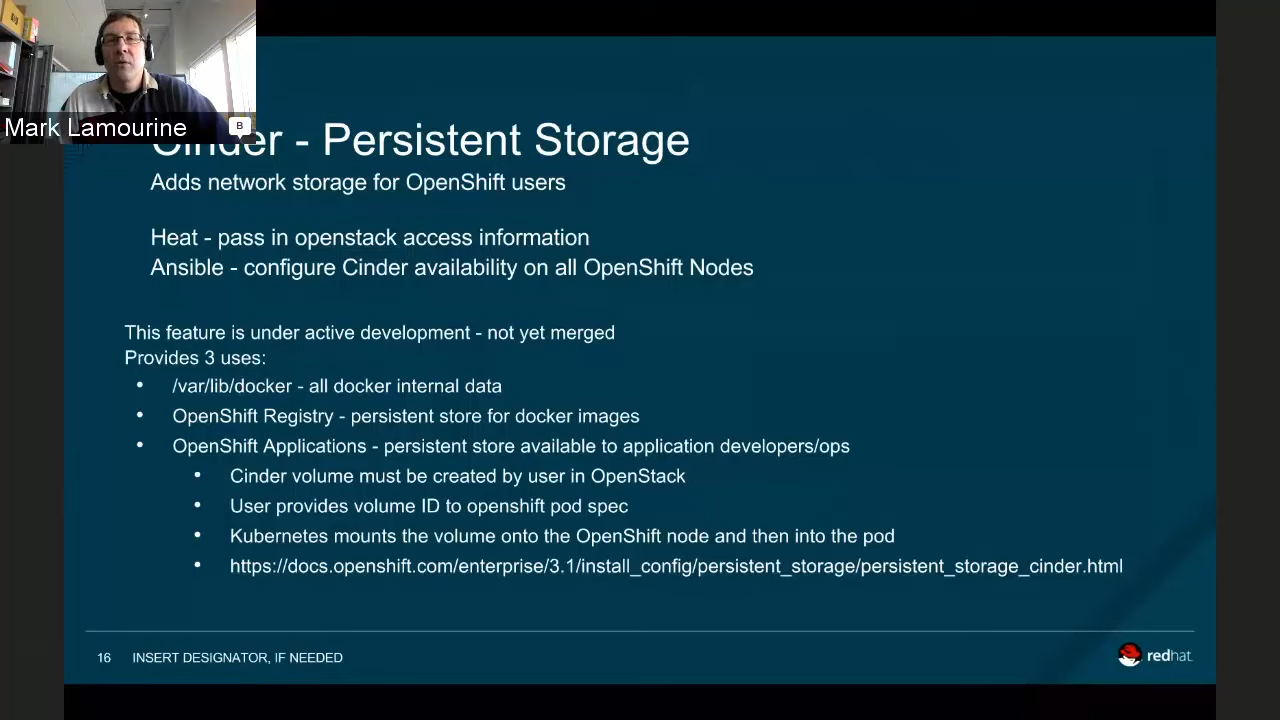 Mark Lamourine
B
Cinder - Persistent Storage
Adds network storage for OpenShift users
Heat - pass in openstack access information
Ansible - configure Cinder availability on all OpenShift Nodes
This feature is under active development - not yet merged
Provides 3 uses:
• /var/lib/docker - all docker internal data
• OpenShift Registry - persistent store for docker images
• OpenShift Applications - persistent store available to application developers/ops
• Cinder volume must be created by user in OpenStack
• User provides volume ID to openshift pod spec
• Kubernetes mounts the volume onto the OpenShift node and then into the pod
• https://docs.openshift.com/enterprise/3.1/install_config/persistent_storage/persistent_storage_cinder.html
16 INSERT DESIGNATOR, IF NEEDED
redhat.